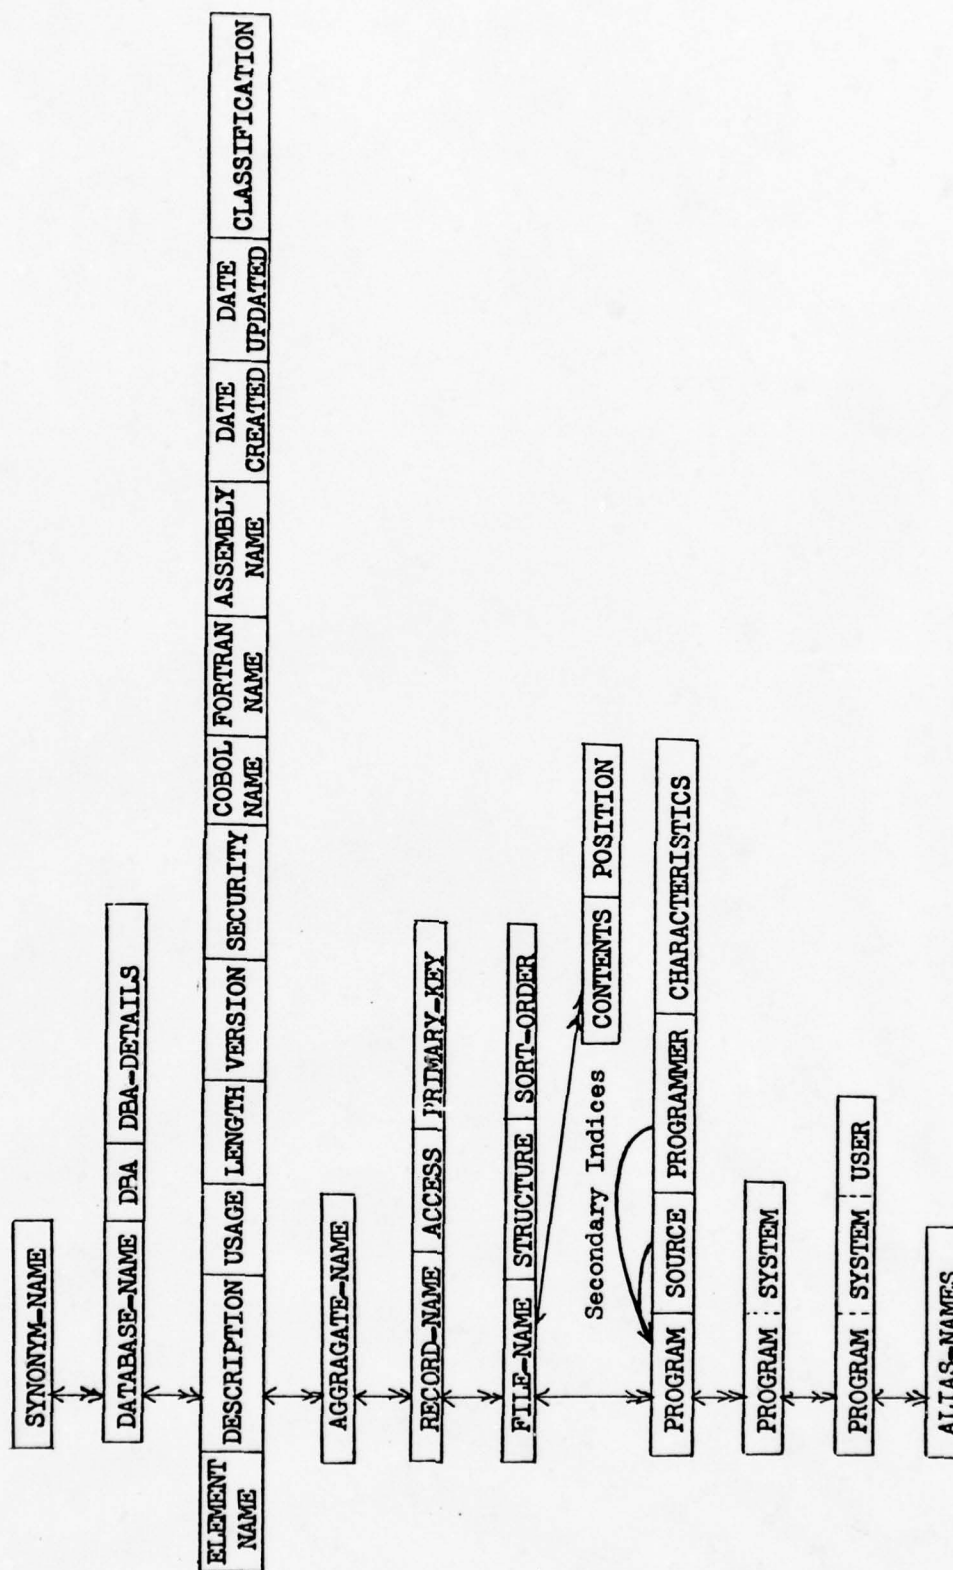 SYNONYM-NAME
DATABASE-NAME DBA DBA-DETAILS
ELEMENT NAME DESCRIPTION USAGE LENGTH VERSION SECURITY COBOL NAME FORTRAN NAME ASSEMBLY NAME DATE CREATED DATE UPDATED CLASSIFICATION
AGGRAGATE-NAME
RECORD-NAME ACCESS PRIMARY-KEY
FILE-NAME STRUCTURE SORT-ORDER
CONTENTS POSITION
Secondary Indices
PROGRAM SOURCE PROGRAMMER CHARACTERISTICS
PROGRAM SYSTEM
PROGRAM SYSTEM USER
ALIAS-NAMES